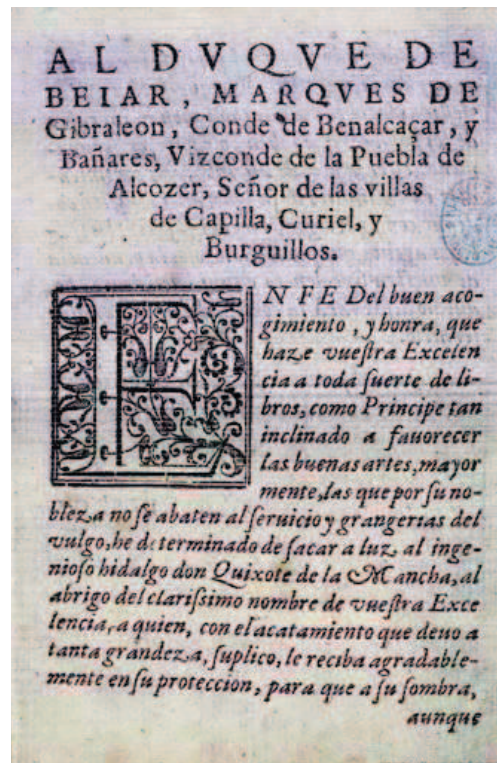 AL DVQVE DE
BEIAR, MARQVES DE
Gibraleon, Conde de Benalcaçar, y
Bañares, Vizconde de la Puebla de
Alcozer, Señor de las villas
de Capilla, Curiel, y
Burguillos.
EN FE Del buen aco-
gimiento, y honra, que
haze vueſtra Excelen
cia a toda ſuerte de li-
bros, como Principe tan
inclinado a fauorecer
las buenas artes, mayor
mente, las que por ſu no-
bleza no ſe abaten al ſeruicio y grangerias del
vulgo, he determinado de ſacar a luz, al inge-
nioſo hidalgo don Quixote de la Mancha, al
abrigo del clariſsimo nombre de vueſtra Exce
lencia, a quien, con el acatamiento que deuo a
tanta grandeza, ſuplico, le reciba agradable-
mente en ſu proteccion, para que a ſu ſombra,
aunque